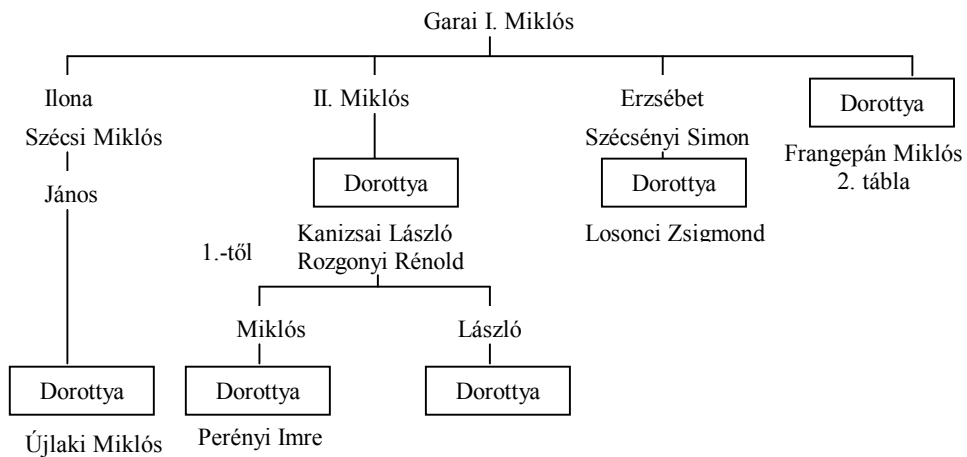 Garai I. Miklós
Ilona
II. Miklós
Erzsébet
Dorottya
Szécsi Miklós
Szécsényi Simon
Frangepán Miklós
2. tábla
János
Dorottya
Dorottya
Kanizsai László
Losonci Zsigmond
1.-től
Rozgonyi Rénold
Miklós
László
Dorottya
Dorottya
Dorottya
Újlaki Miklós
Perényi Imre